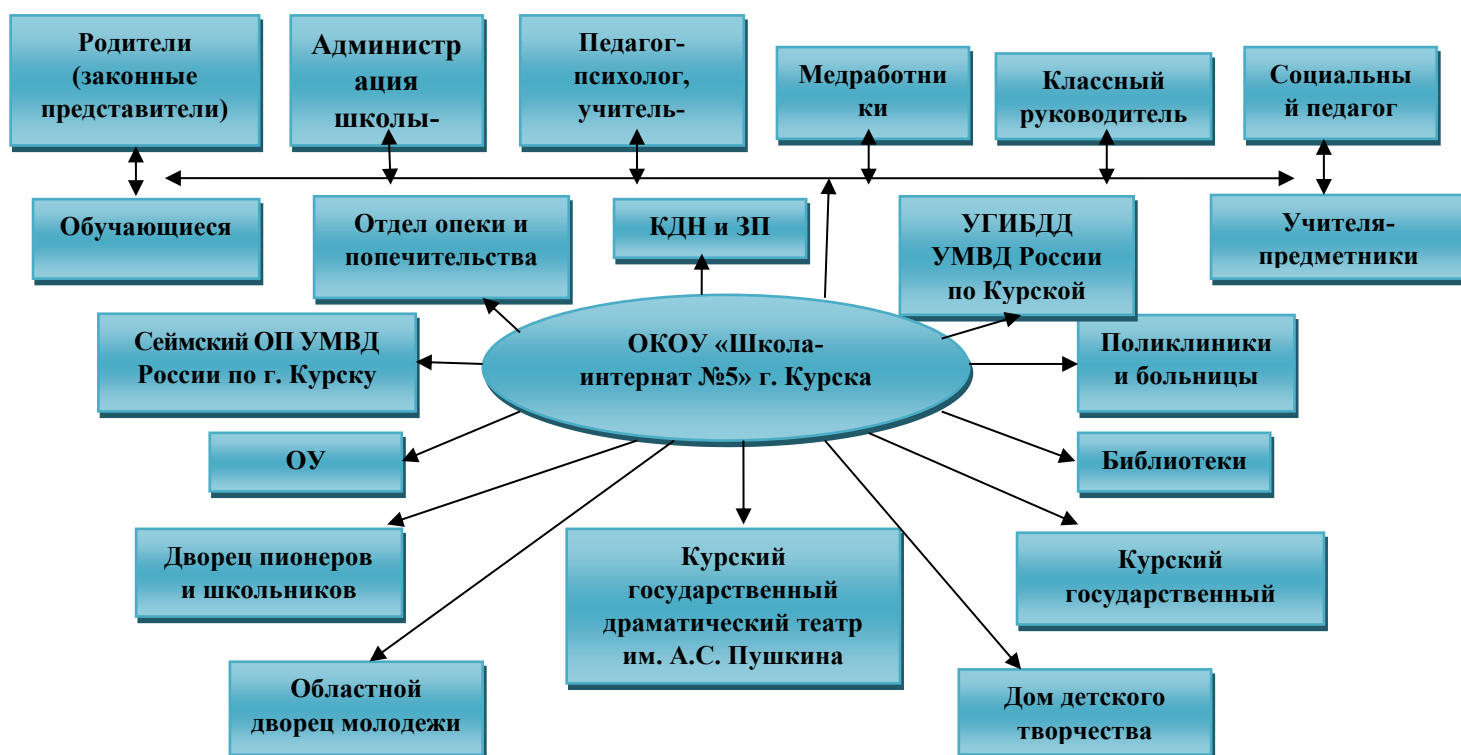 Родители
(законные
представители)
Администр
ация
школы-
Педагог-
психолог,
учитель-
Медработни
ки
Классный
руководитель
Социальны
й педагог
Обучающиеся
Отдел опеки и
попечительства
КДН и ЗП
УГИБДД
УМВД России
по Курской
Учителя-
предметники
Сеймский ОП УМВД
России по г. Курску
ОКОУ «Школа-
интернат №5» г. Курска
Поликлиники
и больницы
ОУ
Библиотеки
Дворец пионеров
и школьников
Курский
государственный
драматический театр
им. А.С. Пушкина
Курский
государственный
Областной
дворец молодежи
Дом детского
творчества